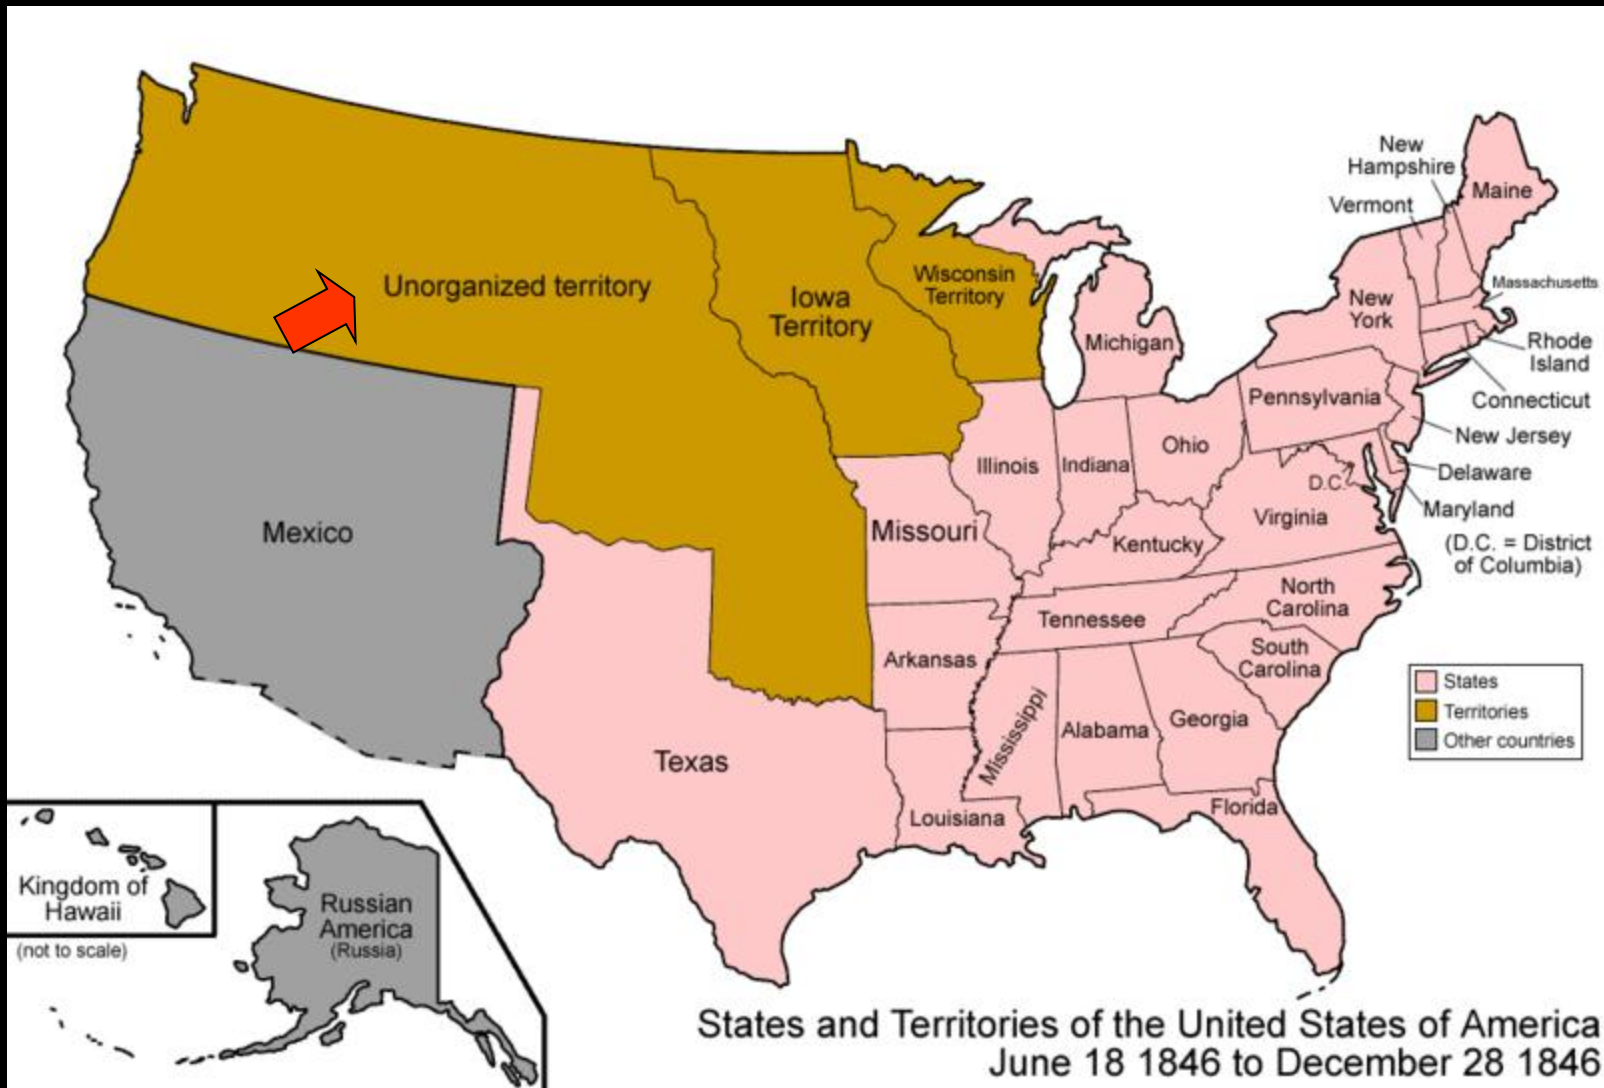 New
Hampshire
Maine
Vermont
Massachusetts
Unorganized territory
Iowa
Territory
Wisconsin
Territory
New
York
Michigan
Rhode
Island
Pennsylvania
Connecticut
New Jersey
Ohio
Illinois
Indiana
Delaware
D.C.
Maryland
Virginia
Mexico
Missouri
Kentucky
(D.C. = District
of Columbia)
North
Carolina
Tennessee
South
Carolina
Arkansas
States
Territories
Other countries
Mississippi
Alabama
Georgia
Texas
Louisiana
Florida
Kingdom of
Hawaii
(not to scale)
Russian
America
(Russia)
States and Territories of the United States of America
June 18 1846 to December 28 1846